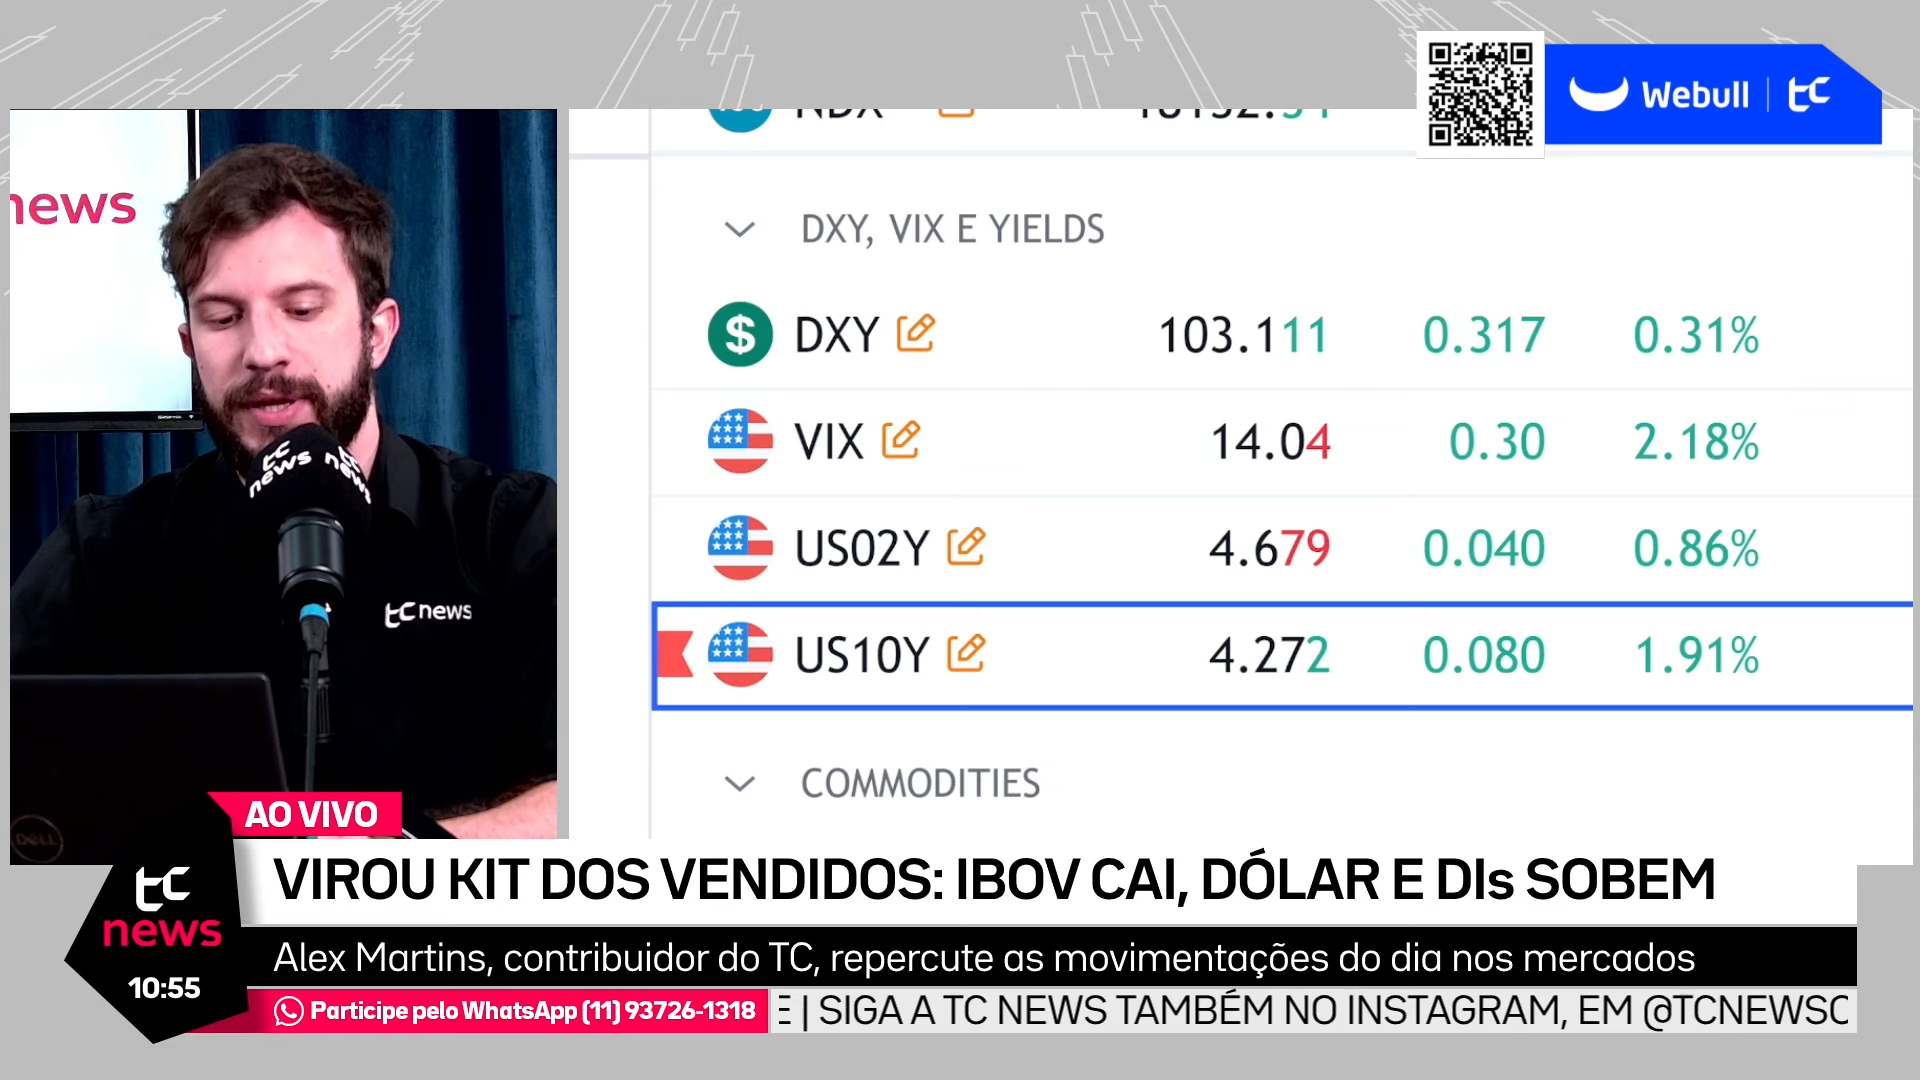 Webull | tc
news
NDX
DXY, VIX E YIELDS
DXY 103.111 0.317 0.31%
VIX 14.04 0.30 2.18%
US02Y 4.679 0.040 0.86%
US10Y 4.272 0.080 1.91%
COMMODITIES
tc news
tc news
tc news
DELL
AO VIVO
VIROU KIT DOS VENDIDOS: IBOV CAI, DÓLAR E DIs SOBEM
tc news
Alex Martins, contribuidor do TC, repercute as movimentações do dia nos mercados
10:55
Participe pelo WhatsApp (11) 93726-1318
E | SIGA A TC NEWS TAMBÉM NO INSTAGRAM, EM @TCNEWSC